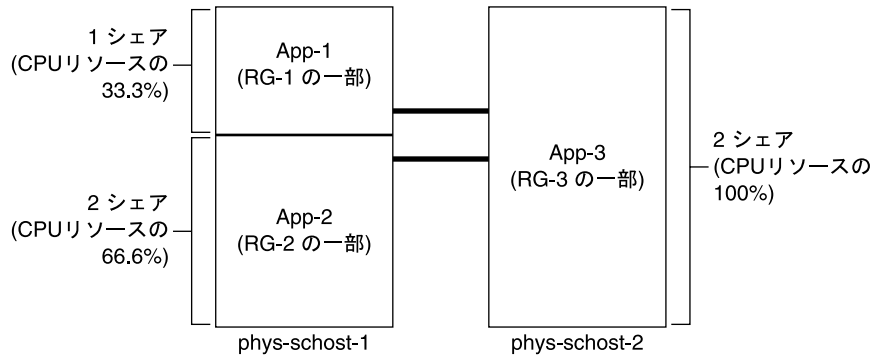 1 シェア
(CPUリソースの
33.3%)
App-1
(RG-1 の一部)
2 シェア
(CPUリソースの
66.6%)
App-2
(RG-2 の一部)
phys-schost-1
App-3
(RG-3 の一部)
phys-schost-2
2 シェア
(CPUリソースの
100%)